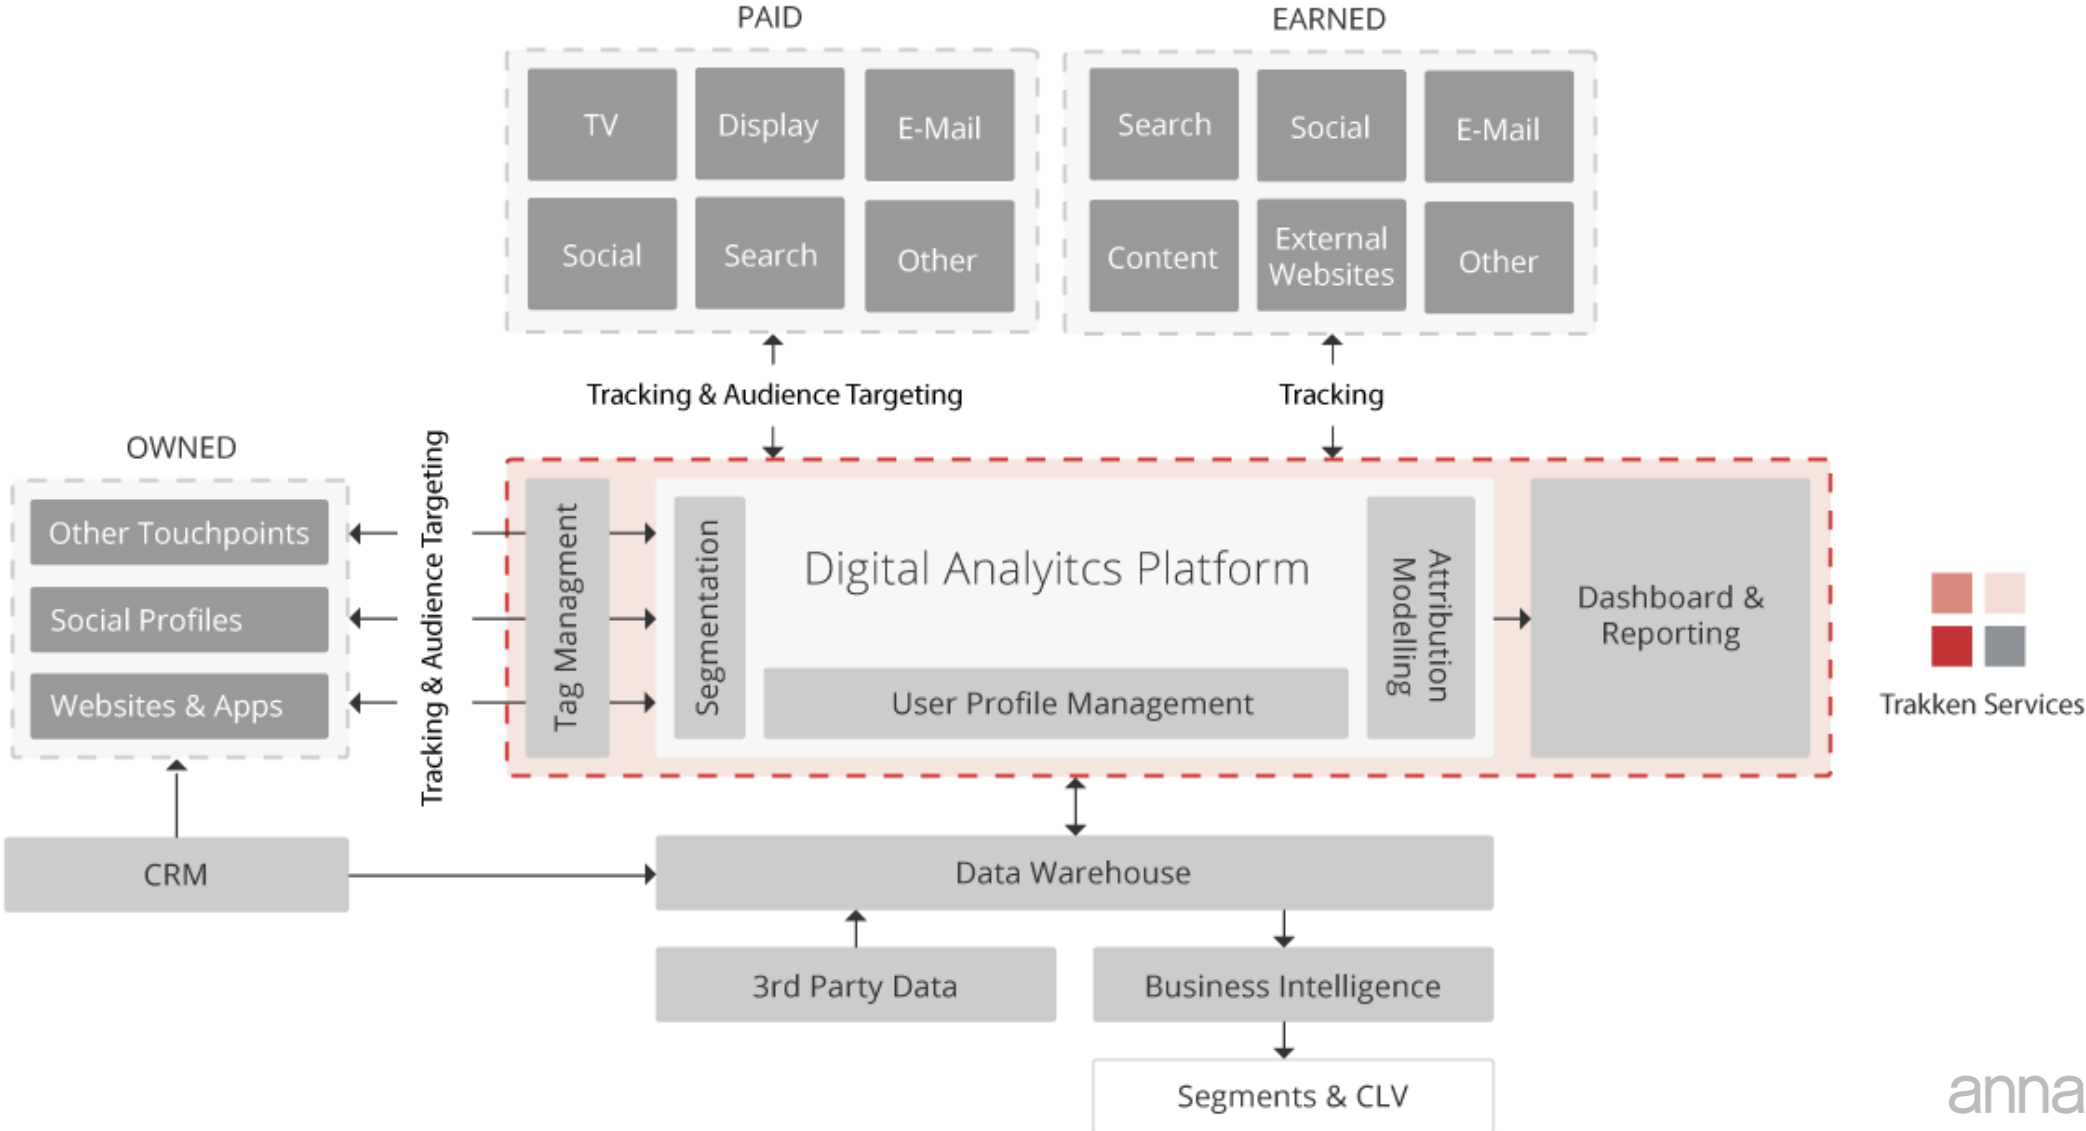 PAID
EARNED
TV
Display
E-Mail
Social
Search
Other
Search
Social
E-Mail
Content
External
Websites
Other
Tracking & Audience Targeting
Tracking
OWNED
Other Touchpoints
Social Profiles
Websites & Apps
Tracking & Audience Targeting
Tag Managment
Segmentation
Digital Analyitcs Platform
User Profile Management
Attribution
Modelling
Dashboard &
Reporting
Trakken Services
CRM
Data Warehouse
3rd Party Data
Business Intelligence
Segments & CLV
anna